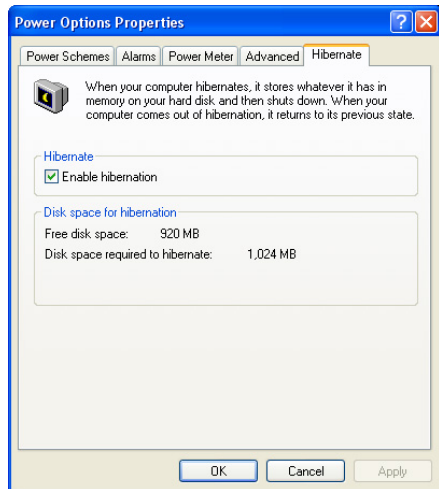 Power Options Properties
Power Schemes Alarms Power Meter Advanced Hibernate
When your computer hibernates, it stores whatever it has in
memory on your hard disk and then shuts down. When your
computer comes out of hibernation, it returns to its previous state.
Hibernate
Enable hibernation
Disk space for hibernation
Free disk space: 920 MB
Disk space required to hibernate: 1,024 MB
OK Cancel Apply